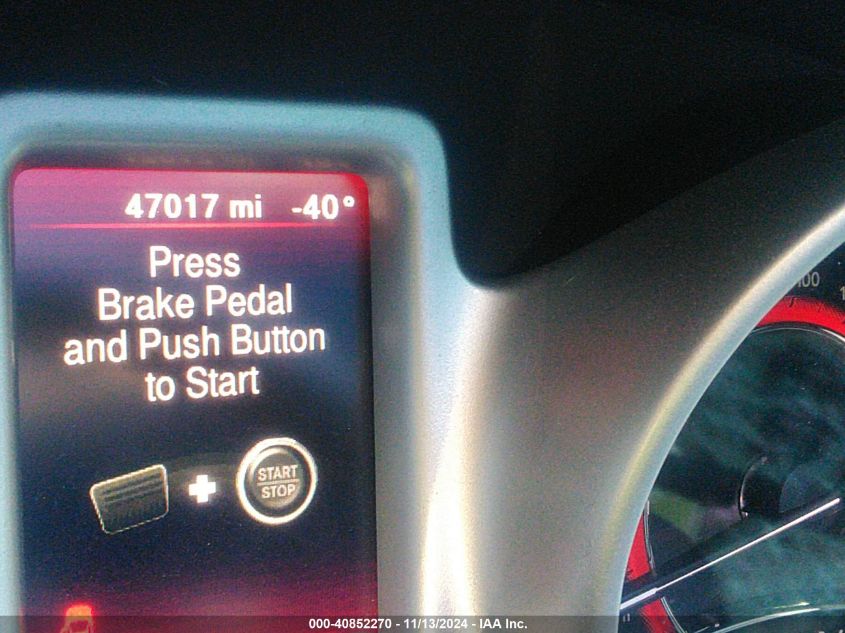 47017 mi -40°
Press
Brake Pedal
and Push Button
to Start
START
STOP
100
000-40852270 - 11/13/2024 - IAA Inc.